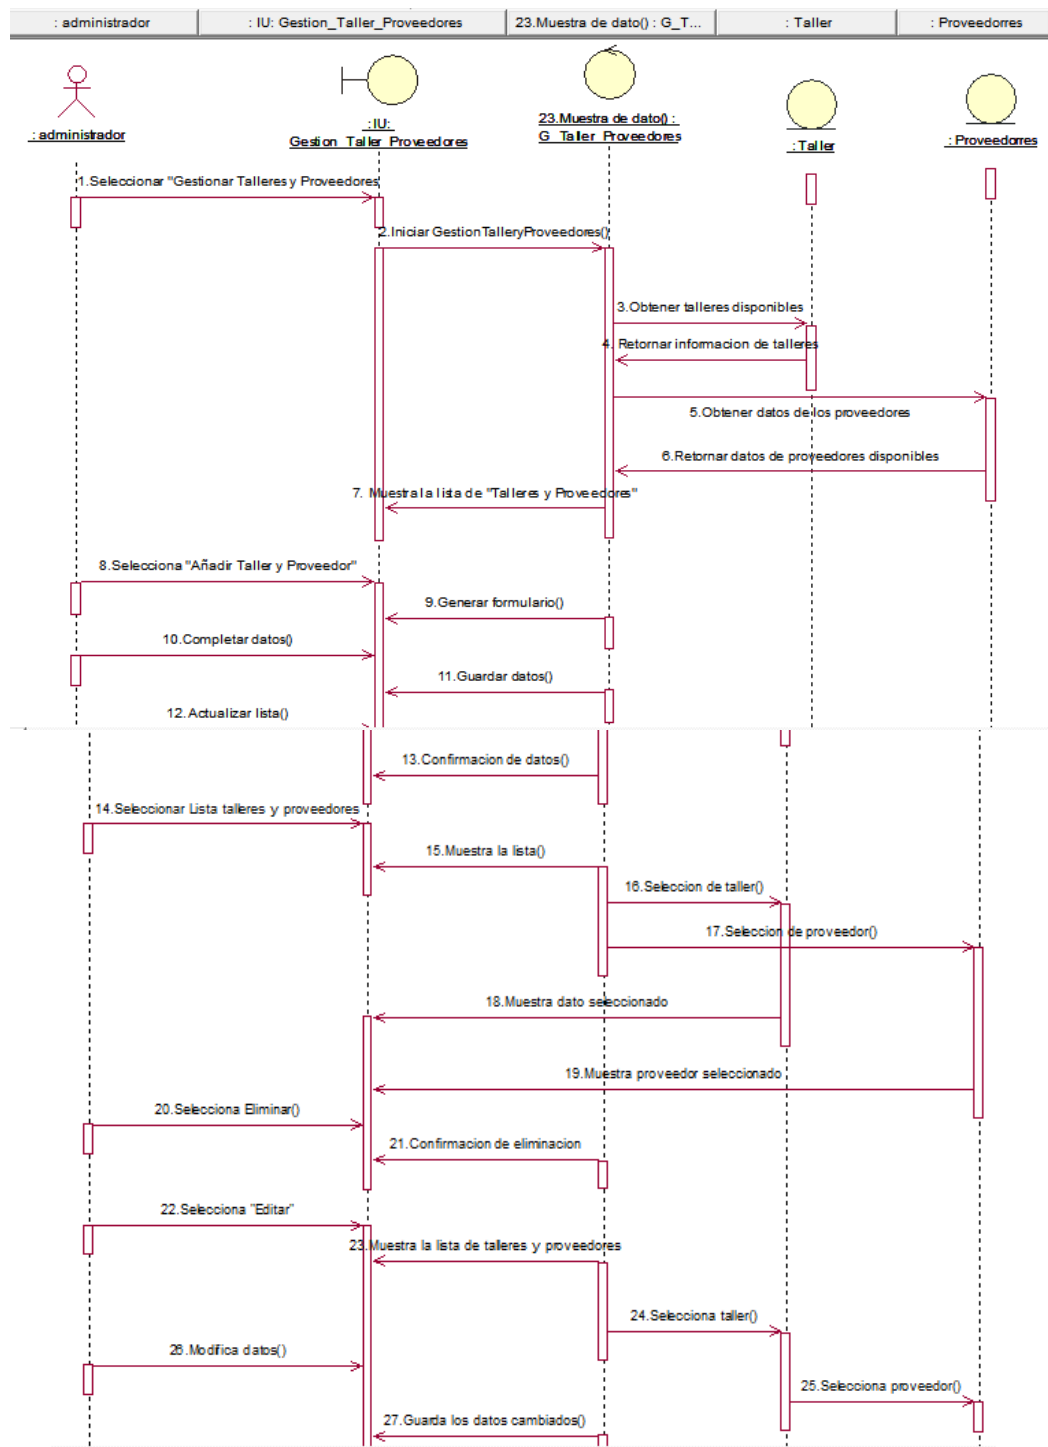 : administrador
: IU: Gestion_Taller_Proveedores
23.Muestra de dato() : G_T...
: Taller
: Proveedorres
: administrador
: IU:
Gestion_Taller_Proveedores
23.Muestra de dato() :
G_Taller_Proveedores
: Taller
: Proveedorres
1.Seleccionar "Gestionar Talleres y Proveedores
2.Iniciar GestionTalleryProveedores()
3.Obtener talleres disponibles
4. Retornar informacion de talleres
5.Obtener datos de los proveedores
6.Retornar datos de proveedores disponibles
7. Muestra la lista de "Talleres y Proveedores"
8.Selecciona "Añadir Taller y Proveedor"
9.Generar formulario()
10.Completar datos()
11.Guardar datos()
12.Actualizar lista()
13.Confirmacion de datos()
14.Seleccionar Lista talleres y proveedores
15.Muestra la lista()
16.Seleccion de taller()
17.Seleccion de proveedor()
18.Muestra dato seleccionado
19.Muestra proveedor seleccionado
20.Selecciona Eliminar()
21.Confirmacion de eliminacion
22.Selecciona "Editar"
23.Muestra la lista de talleres y proveedores
24.Selecciona taller()
26.Modifica datos()
25.Selecciona proveedor()
27.Guarda los datos cambiados()